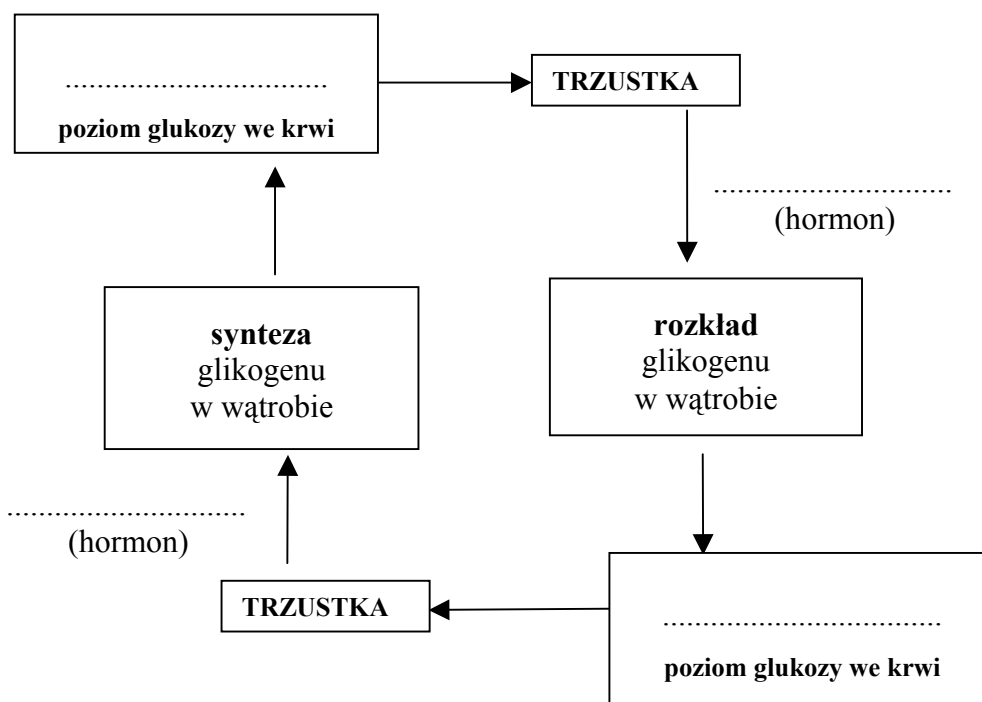 .................................
poziom glukozy we krwi
TRZUSTKA
..............................
(hormon)
synteza
glikogenu
w wątrobie
rozkład
glikogenu
w wątrobie
..............................
(hormon)
TRZUSTKA
...................................
poziom glukozy we krwi